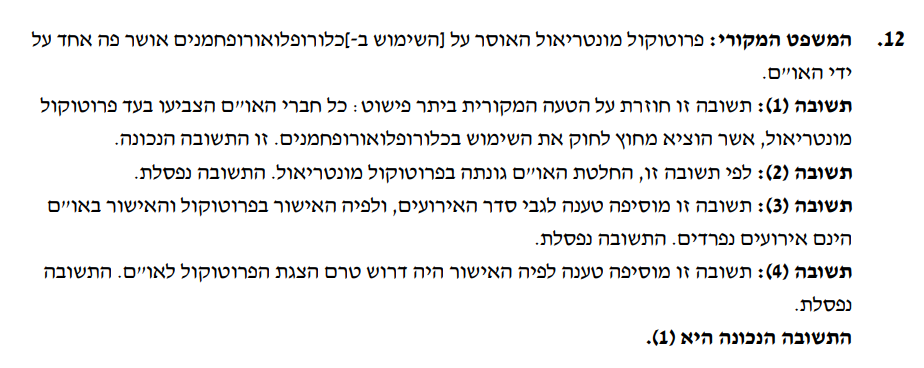 12. המשפט המקורי: פרוטוקול מונטריאול האוסר על [השימוש ב-]כלורופלואורופחמנים אושר פה אחד על
ידי האו"ם.
תשובה (1): תשובה זו חוזרת על הטעה המקורית ביתר פישוט: כל חברי האו"ם הצביעו בעד פרוטוקול
מונטריאול, אשר הוציא מחוץ לחוק את השימוש בכלורופלואורופחמנים. זו התשובה הנכונה.
תשובה (2): לפי תשובה זו, החלטת האו"ם גונתה בפרוטוקול מונטריאול. התשובה נפסלת.
תשובה (3): תשובה זו מוסיפה טענה לגבי סדר האירועים, ולפיה האישור בפרוטוקול והאישור באו"ם
הינם אירועים נפרדים. התשובה נפסלת.
תשובה (4): תשובה זו מוסיפה טענה לפיה האישור היה דרוש טרם הצגת הפרוטוקול לאו"ם. התשובה
נפסלת.
התשובה הנכונה היא (1).